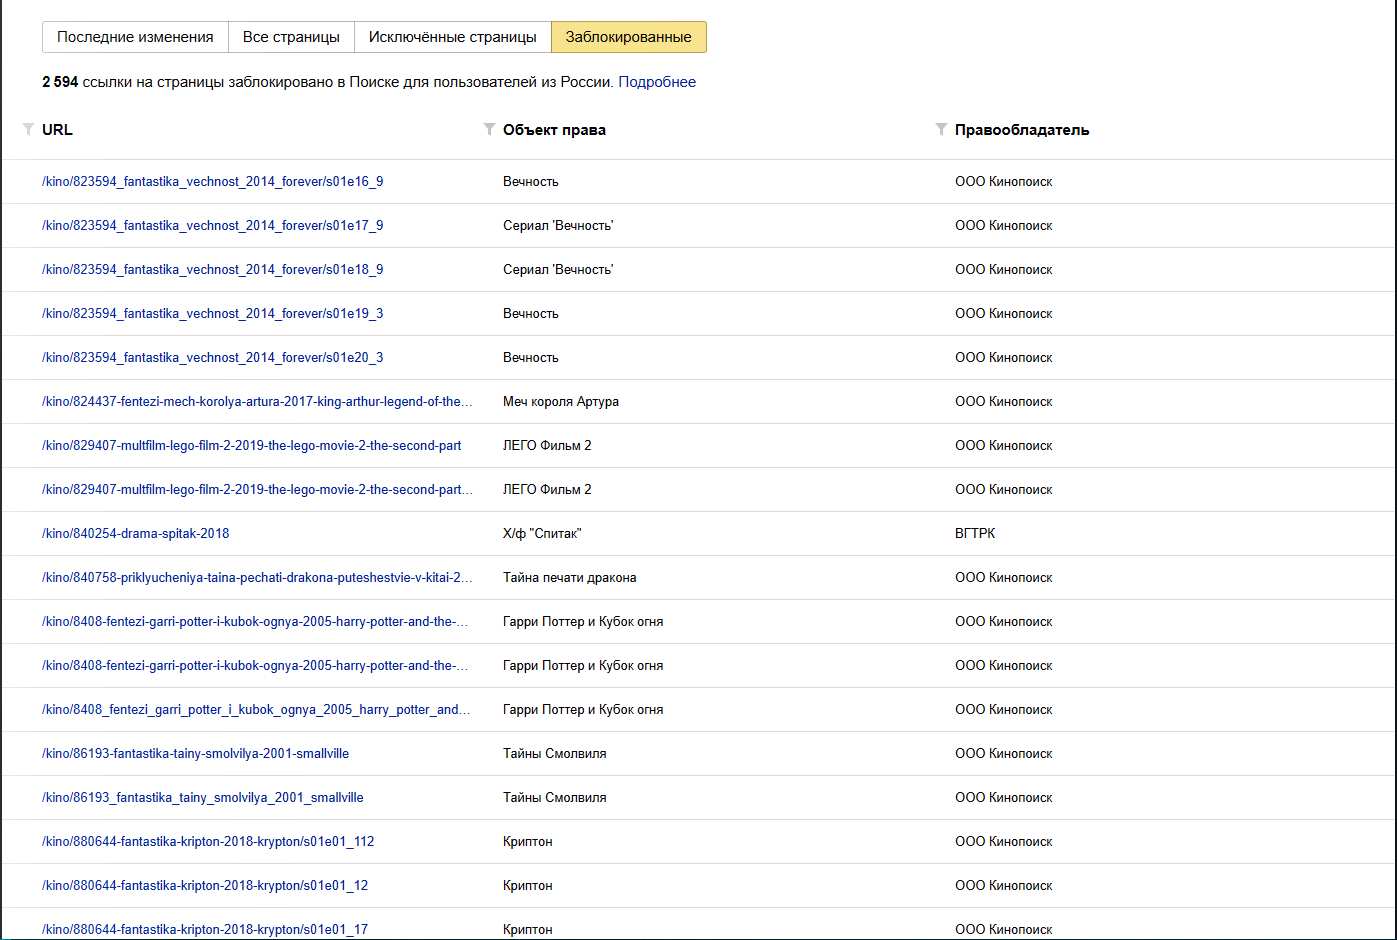 Последние изменения Все страницы Исключённые страницы Заблокированные
2 594 ссылки на страницы заблокировано в Поиске для пользователей из России. Подробнее
URL Объект права Правообладатель
/kino/823594_fantastika_vechnost_2014_forever/s01e16_9 Вечность ООО Кинопоиск
/kino/823594_fantastika_vechnost_2014_forever/s01e17_9 Сериал 'Вечность' ООО Кинопоиск
/kino/823594_fantastika_vechnost_2014_forever/s01e18_9 Сериал 'Вечность' ООО Кинопоиск
/kino/823594_fantastika_vechnost_2014_forever/s01e19_3 Вечность ООО Кинопоиск
/kino/823594_fantastika_vechnost_2014_forever/s01e20_3 Вечность ООО Кинопоиск
/kino/824437-fentezi-mech-korolya-artura-2017-king-arthur-legend-of-the... Меч короля Артура ООО Кинопоиск
/kino/829407-multfilm-lego-film-2-2019-the-lego-movie-2-the-second-part ЛЕГО Фильм 2 ООО Кинопоиск
/kino/829407-multfilm-lego-film-2-2019-the-lego-movie-2-the-second-part... ЛЕГО Фильм 2 ООО Кинопоиск
/kino/840254-drama-spitak-2018 Х/ф "Спитак" ВГТРК
/kino/840758-priklyucheniya-taina-pechati-drakona-puteshestvie-v-kitai-2... Тайна печати дракона ООО Кинопоиск
/kino/8408-fentezi-garri-potter-i-kubok-ognya-2005-harry-potter-and-the-... Гарри Поттер и Кубок огня ООО Кинопоиск
/kino/8408-fentezi-garri-potter-i-kubok-ognya-2005-harry-potter-and-the-... Гарри Поттер и Кубок огня ООО Кинопоиск
/kino/8408_fentezi_garri_potter_i_kubok_ognya_2005_harry_potter_and... Гарри Поттер и Кубок огня ООО Кинопоиск
/kino/86193-fantastika-tainy-smolvilya-2001-smallville Тайны Смолвиля ООО Кинопоиск
/kino/86193_fantastika_tainy_smolvilya_2001_smallville Тайны Смолвиля ООО Кинопоиск
/kino/880644-fantastika-kripton-2018-krypton/s01e01_112 Криптон ООО Кинопоиск
/kino/880644-fantastika-kripton-2018-krypton/s01e01_12 Криптон ООО Кинопоиск
/kino/880644-fantastika-kripton-2018-krypton/s01e01_17 Криптон ООО Кинопоиск